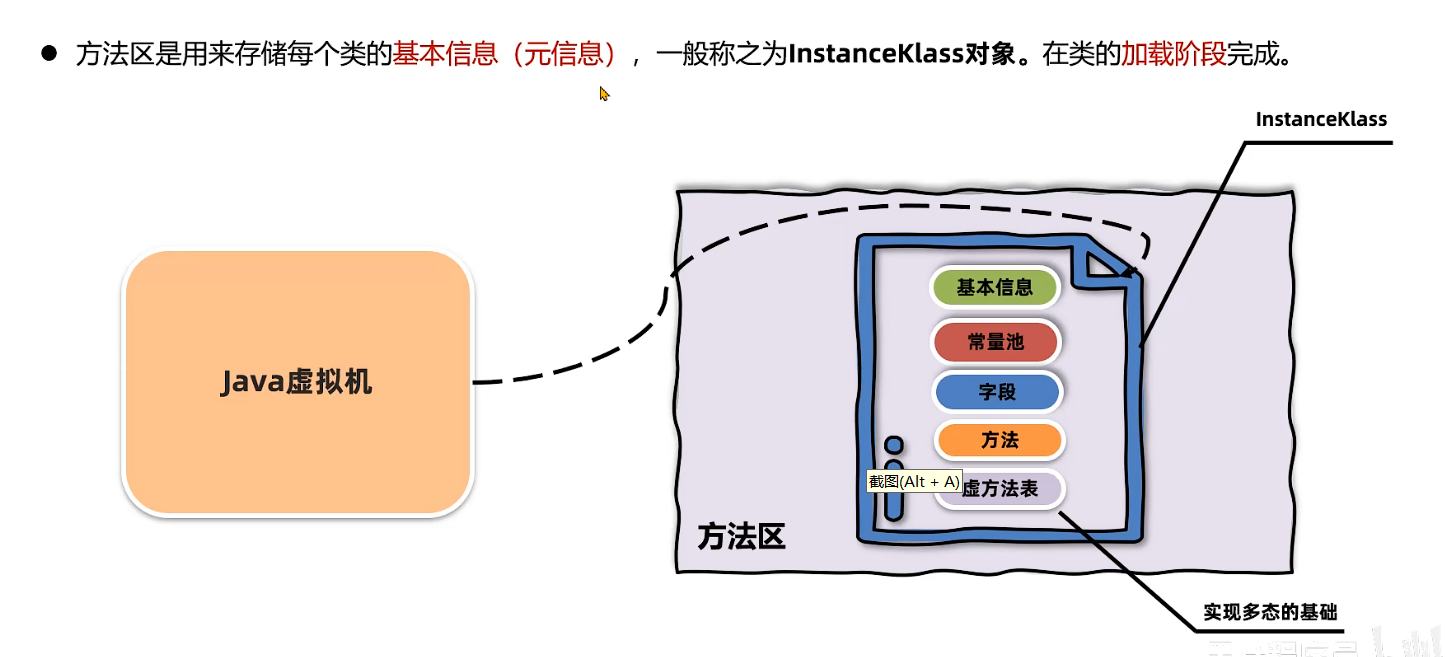 ● 方法区是用来存储每个类的基本信息（元信息），一般称之为InstanceKlass对象。在类的加载阶段完成。
InstanceKlass
基本信息
常量池
Java虚拟机
字段
方法
截图(Alt + A)
虚方法表
方法区
实现多态的基础